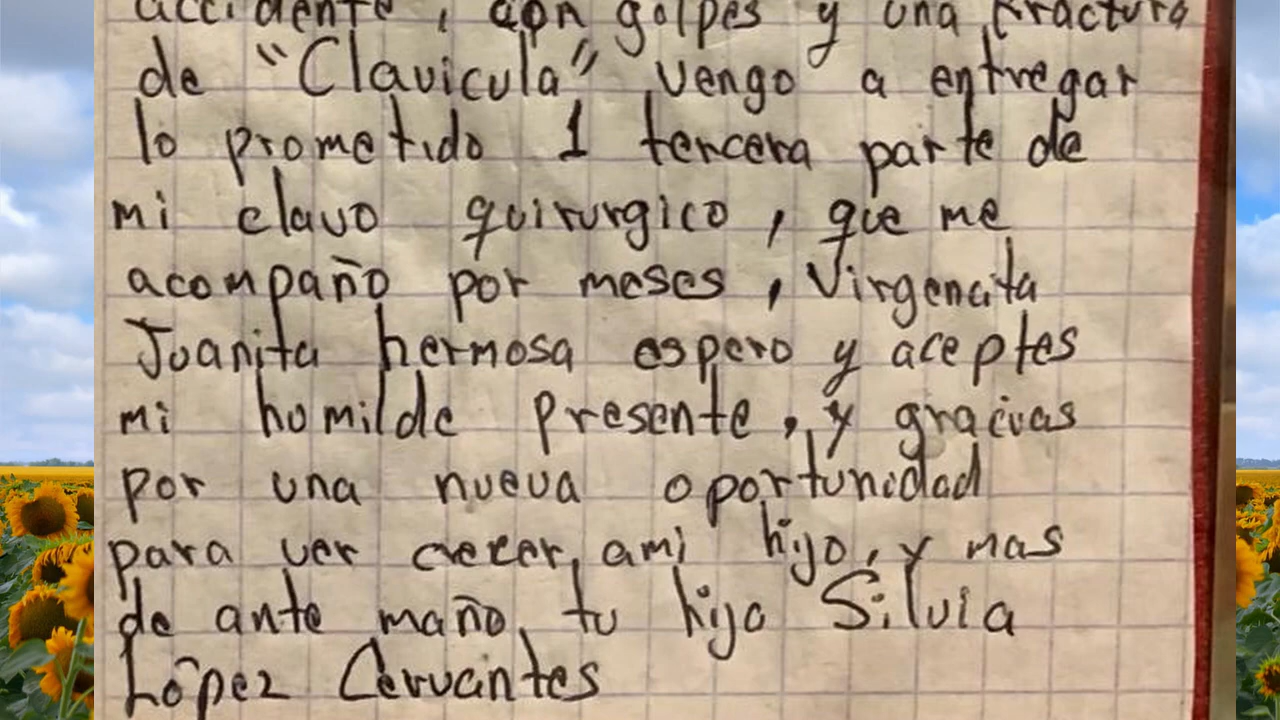 accidente, con golpes y una fractura
de "Clavicula" vengo a entregar
lo prometido 1 tercera parte de
mi clavo quirurgico, que me
acompaño por meses, Virgencita
Juanita hermosa espero y aceptes
mi homilde presente, y gracias
por una nueva oportunidad
para ver crecer, ami hijo, y mas
de ante maño, tu hijo Silvia
López Cervantes